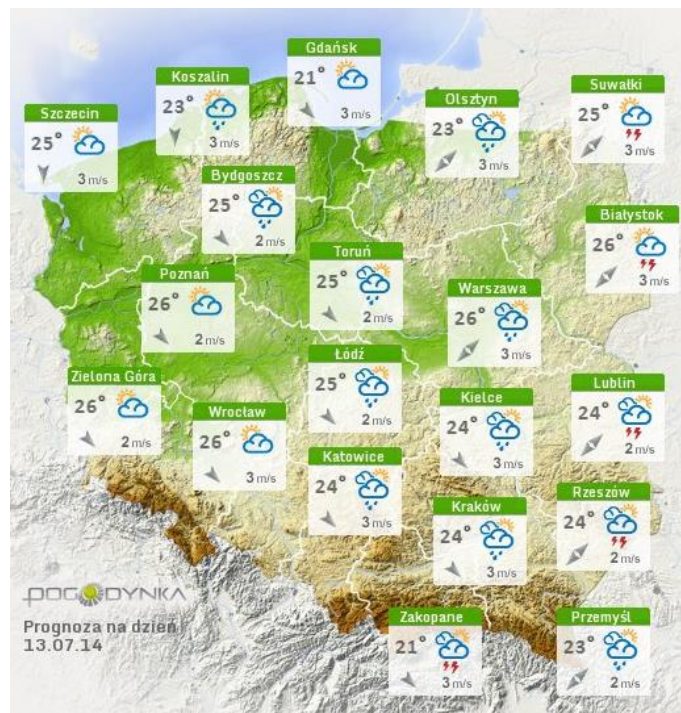 Gdańsk
21°
3 m/s
Koszalin
23°
3 m/s
Szczecin
25°
3 m/s
Olsztyn
23°
3 m/s
Suwałki
25°
3 m/s
Bydgoszcz
25°
2 m/s
Białystok
26°
3 m/s
Toruń
25°
2 m/s
Poznań
26°
2 m/s
Warszawa
26°
3 m/s
Łódź
25°
2 m/s
Zielona Góra
26°
2 m/s
Wrocław
26°
3 m/s
Kielce
24°
3 m/s
Lublin
24°
2 m/s
Katowice
24°
3 m/s
Kraków
24°
3 m/s
Rzeszów
24°
2 m/s
POGODYNKA
Prognoza na dzień
13.07.14
Zakopane
21°
3 m/s
Przemyśl
23°
2 m/s